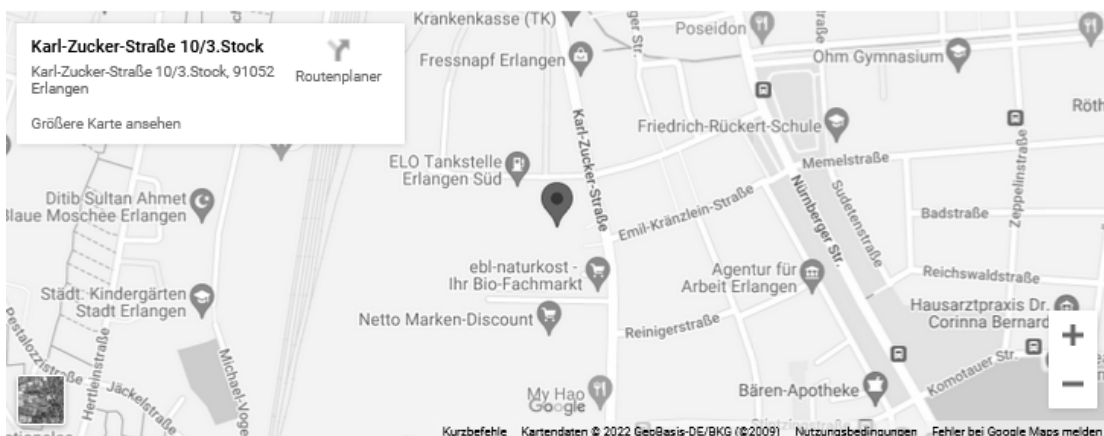 Karl-Zucker-Straße 10/3.Stock
Karl-Zucker-Straße 10/3.Stock, 91052
Erlangen
Routenplaner
Größere Karte ansehen
Krankenkasse (TK)
Fressnapf Erlangen
ger Str.
Poseidon
Ohm Gymnasium
Röth
Karl-Zucker-Straße
Friedrich-Rückert-Schule
Memelstraße
ELO Tankstelle
Erlangen Süd
Zeppelinstraße
Ditib Sultan Ahmet
Blaue Moschee Erlangen
Emil-Kränzlein-Straße
Nürnberger Str.
Sudetenstraße
Badstraße
ebl-naturkost -
Ihr Bio-Fachmarkt
Agentur für
Arbeit Erlangen
Reichswaldstraße
Städt. Kindergärten
Stadt Erlangen
Netto Marken-Discount
Reinigerstraße
Hausarztpraxis Dr.
Corinna Bernard
+
Pestalozzistraße
Hertleinstraße
Jäckelstraße
Michael-Voge
Komotauer Str.
−
My Hao
Google
Bären-Apotheke
Kurzbefehle
Kartendaten © 2022 GeoBasis-DE/BKG (©2009)
Nutzungsbedingungen
Fehler bei Google Maps melden